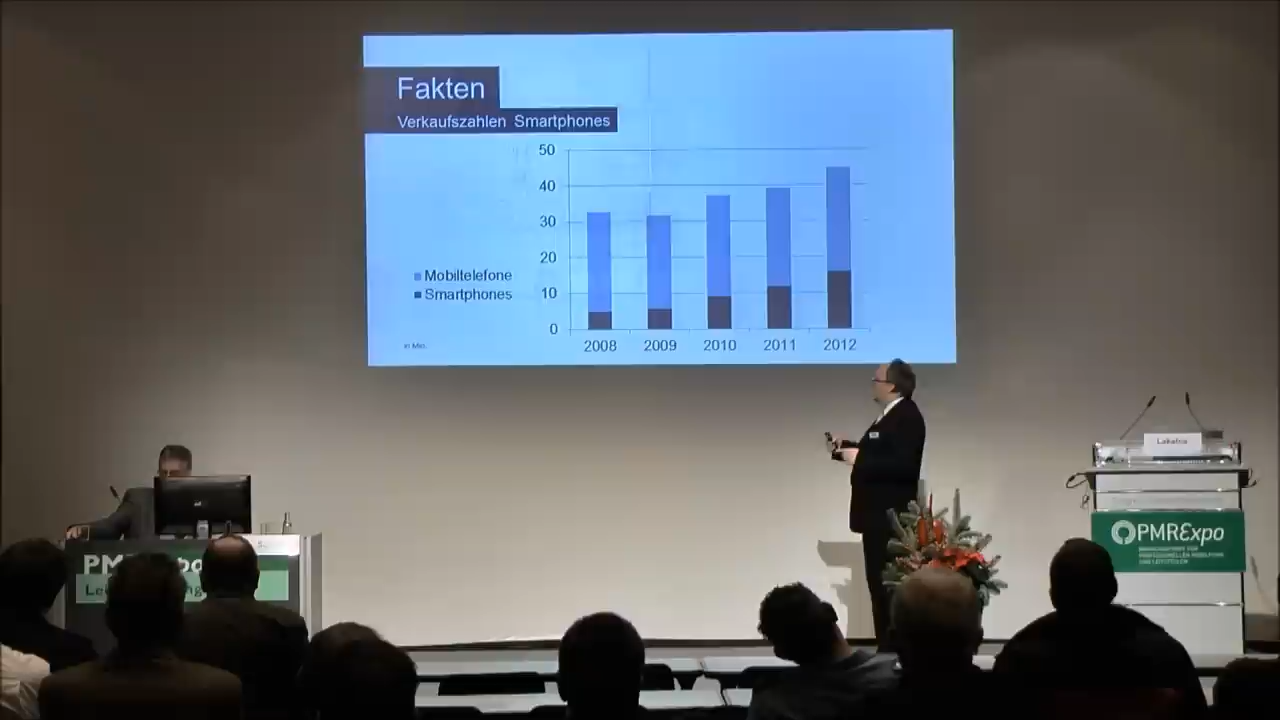 Fakten
Verkaufszahlen Smartphones
50
40
30
20
10
0
Mobiltelefone
Smartphones
in Mio.
2008
2009
2010
2011
2012
PMRExpo